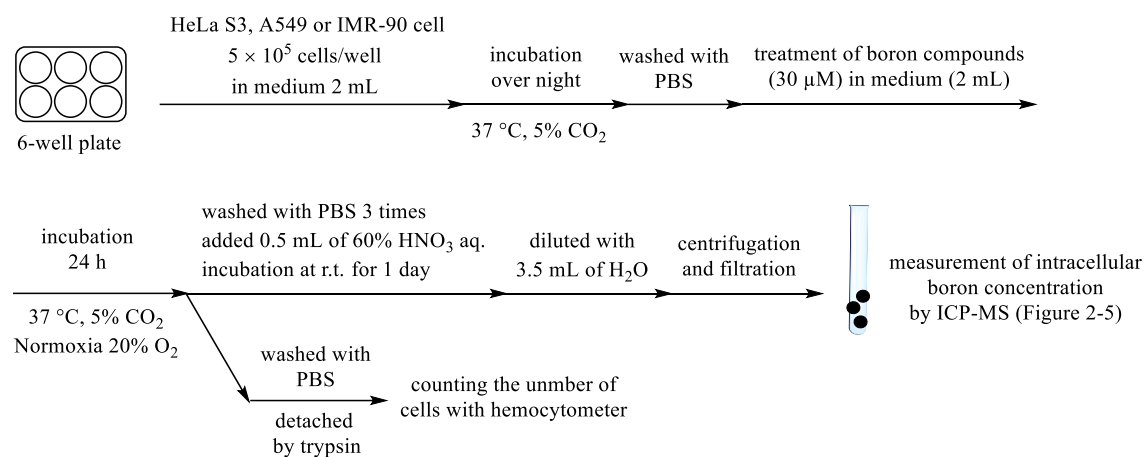 HeLa S3, A549 or IMR-90 cell
5 × 10⁵ cells/well
in medium 2 mL
incubation
over night
37 °C, 5% CO₂
washed with
PBS
treatment of boron compounds
(30 μM) in medium (2 mL)
6-well plate
incubation
24 h
37 °C, 5% CO₂
Normoxia 20% O₂
washed with PBS 3 times
added 0.5 mL of 60% HNO₃ aq.
incubation at r.t. for 1 day
diluted with
3.5 mL of H₂O
centrifugation
and filtration
measurement of intracellular
boron concentration
by ICP-MS (Figure 2-5)
washed with
PBS
detached
by trypsin
counting the unmber of
cells with hemocytometer